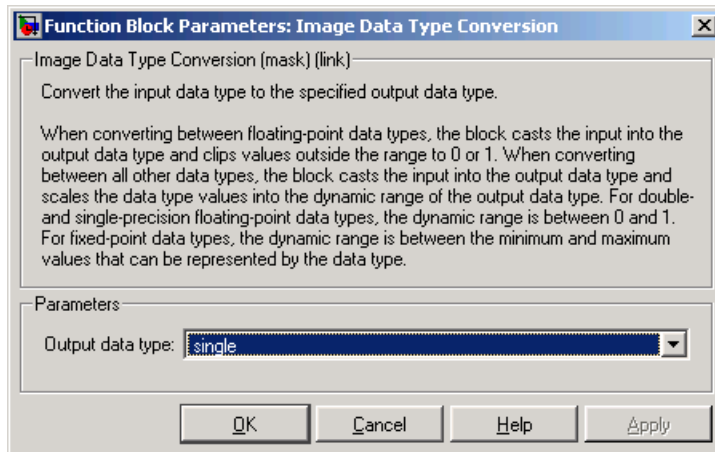 Function Block Parameters: Image Data Type Conversion
Image Data Type Conversion (mask) (link)
Convert the input data type to the specified output data type.
When converting between floating-point data types, the block casts the input into the
output data type and clips values outside the range to 0 or 1. When converting
between all other data types, the block casts the input into the output data type and
scales the data type values into the dynamic range of the output data type. For double-
and single-precision floating-point data types, the dynamic range is between 0 and 1.
For fixed-point data types, the dynamic range is between the minimum and maximum
values that can be represented by the data type.
Parameters
Output data type: single
OK Cancel Help Apply